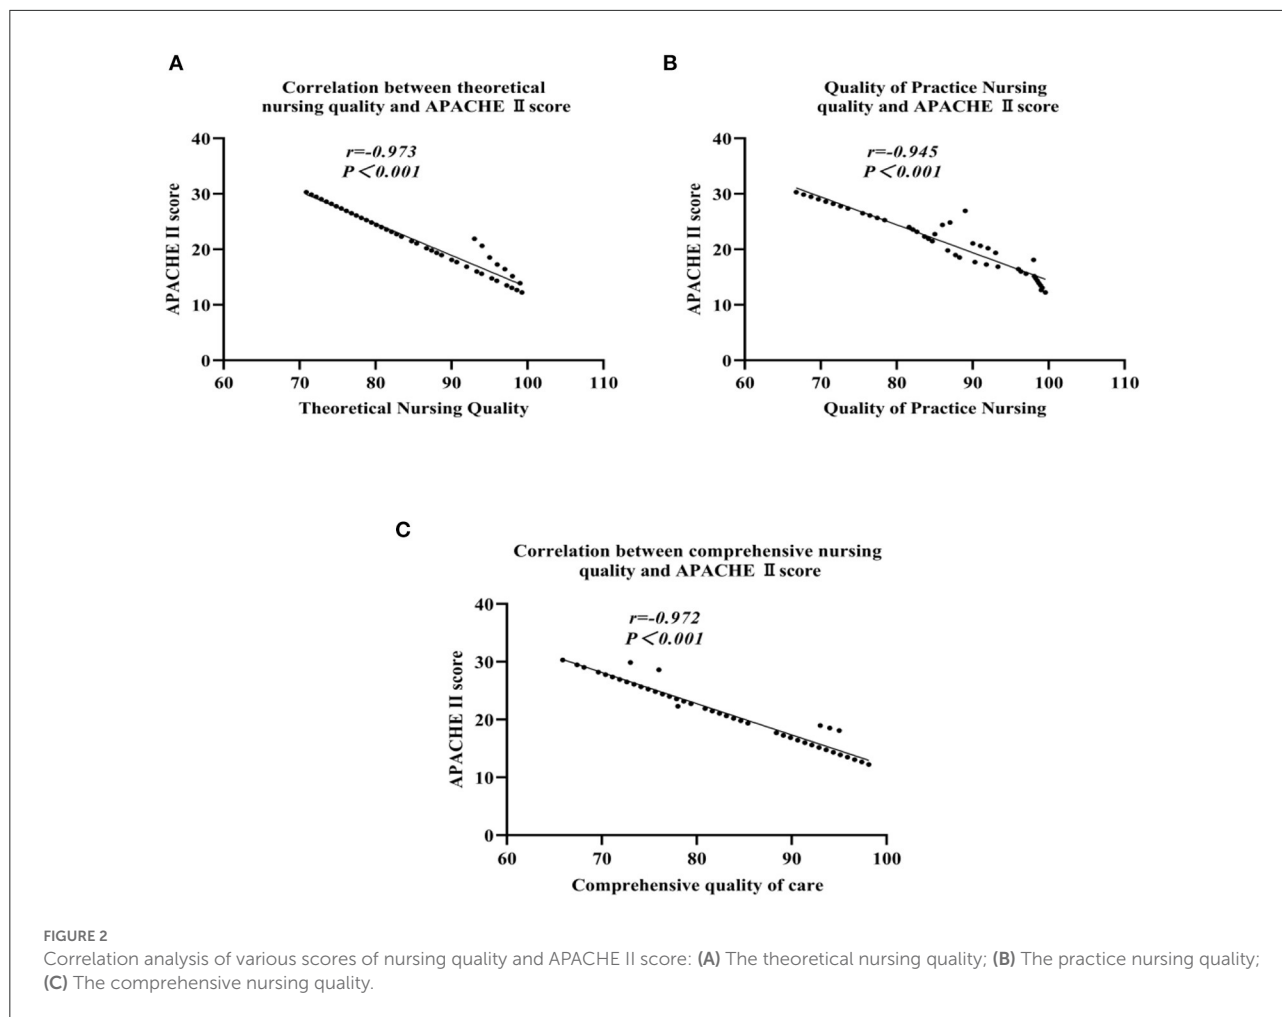 A
Correlation between theoretical
nursing quality and APACHE Ⅱ score
r=-0.973
P＜0.001
APACHE II score
40
30
20
10
0
60 70 80 90 100 110
Theoretical Nursing Quality
B
Quality of Practice Nursing
quality and APACHE Ⅱ score
r=-0.945
P＜0.001
APACHE II score
40
30
20
10
0
60 70 80 90 100 110
Quality of Practice Nursing
C
Correlation between comprehensive nursing
quality and APACHE Ⅱ score
r=-0.972
P＜0.001
APACHE II score
40
30
20
10
0
60 70 80 90 100
Comprehensive quality of care
FIGURE 2
Correlation analysis of various scores of nursing quality and APACHE II score: (A) The theoretical nursing quality; (B) The practice nursing quality;
(C) The comprehensive nursing quality.